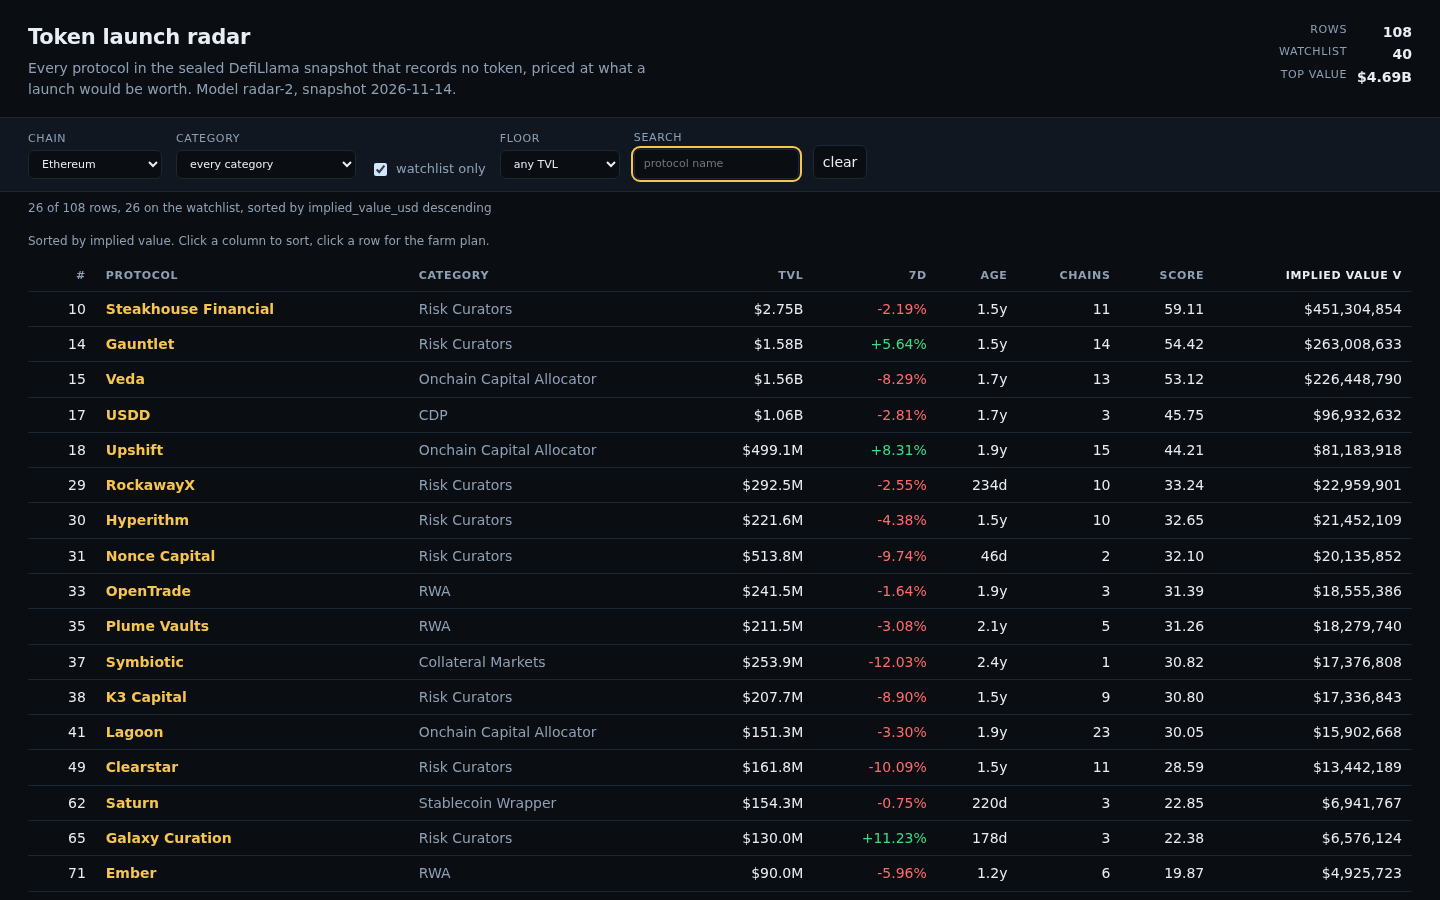 Token launch radar
Every protocol in the sealed DefiLlama snapshot that records no token, priced at what a
launch would be worth. Model radar-2, snapshot 2026-11-14.
ROWS 108
WATCHLIST 40
TOP VALUE $4.69B
CHAIN CATEGORY FLOOR SEARCH
Ethereum every category watchlist only any TVL protocol name clear
26 of 108 rows, 26 on the watchlist, sorted by implied_value_usd descending
Sorted by implied value. Click a column to sort, click a row for the farm plan.
# PROTOCOL CATEGORY TVL 7D AGE CHAINS SCORE IMPLIED VALUE V
10 Steakhouse Financial Risk Curators $2.75B -2.19% 1.5y 11 59.11 $451,304,854
14 Gauntlet Risk Curators $1.58B +5.64% 1.5y 14 54.42 $263,008,633
15 Veda Onchain Capital Allocator $1.56B -8.29% 1.7y 13 53.12 $226,448,790
17 USDD CDP $1.06B -2.81% 1.7y 3 45.75 $96,932,632
18 Upshift Onchain Capital Allocator $499.1M +8.31% 1.9y 15 44.21 $81,183,918
29 RockawayX Risk Curators $292.5M -2.55% 234d 10 33.24 $22,959,901
30 Hyperithm Risk Curators $221.6M -4.38% 1.5y 10 32.65 $21,452,109
31 Nonce Capital Risk Curators $513.8M -9.74% 46d 2 32.10 $20,135,852
33 OpenTrade RWA $241.5M -1.64% 1.9y 3 31.39 $18,555,386
35 Plume Vaults RWA $211.5M -3.08% 2.1y 5 31.26 $18,279,740
37 Symbiotic Collateral Markets $253.9M -12.03% 2.4y 1 30.82 $17,376,808
38 K3 Capital Risk Curators $207.7M -8.90% 1.5y 9 30.80 $17,336,843
41 Lagoon Onchain Capital Allocator $151.3M -3.30% 1.9y 23 30.05 $15,902,668
49 Clearstar Risk Curators $161.8M -10.09% 1.5y 11 28.59 $13,442,189
62 Saturn Stablecoin Wrapper $154.3M -0.75% 220d 3 22.85 $6,941,767
65 Galaxy Curation Risk Curators $130.0M +11.23% 178d 3 22.38 $6,576,124
71 Ember RWA $90.0M -5.96% 1.2y 6 19.87 $4,925,723